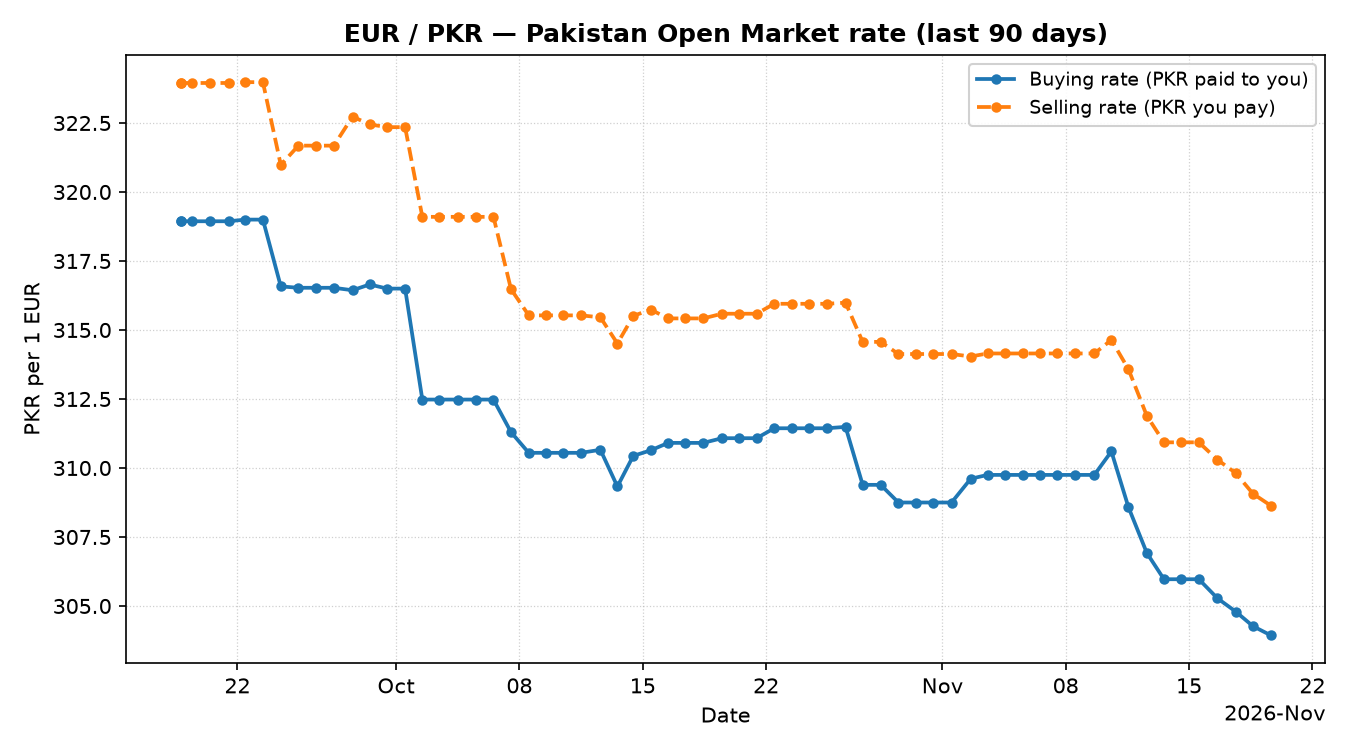 EUR / PKR — Pakistan Open Market rate (last 90 days)
Buying rate (PKR paid to you)
Selling rate (PKR you pay)
PKR per 1 EUR
322.5
320.0
317.5
315.0
312.5
310.0
307.5
305.0
22
Oct
08
15
22
Nov
08
15
22
Date
2026-Nov